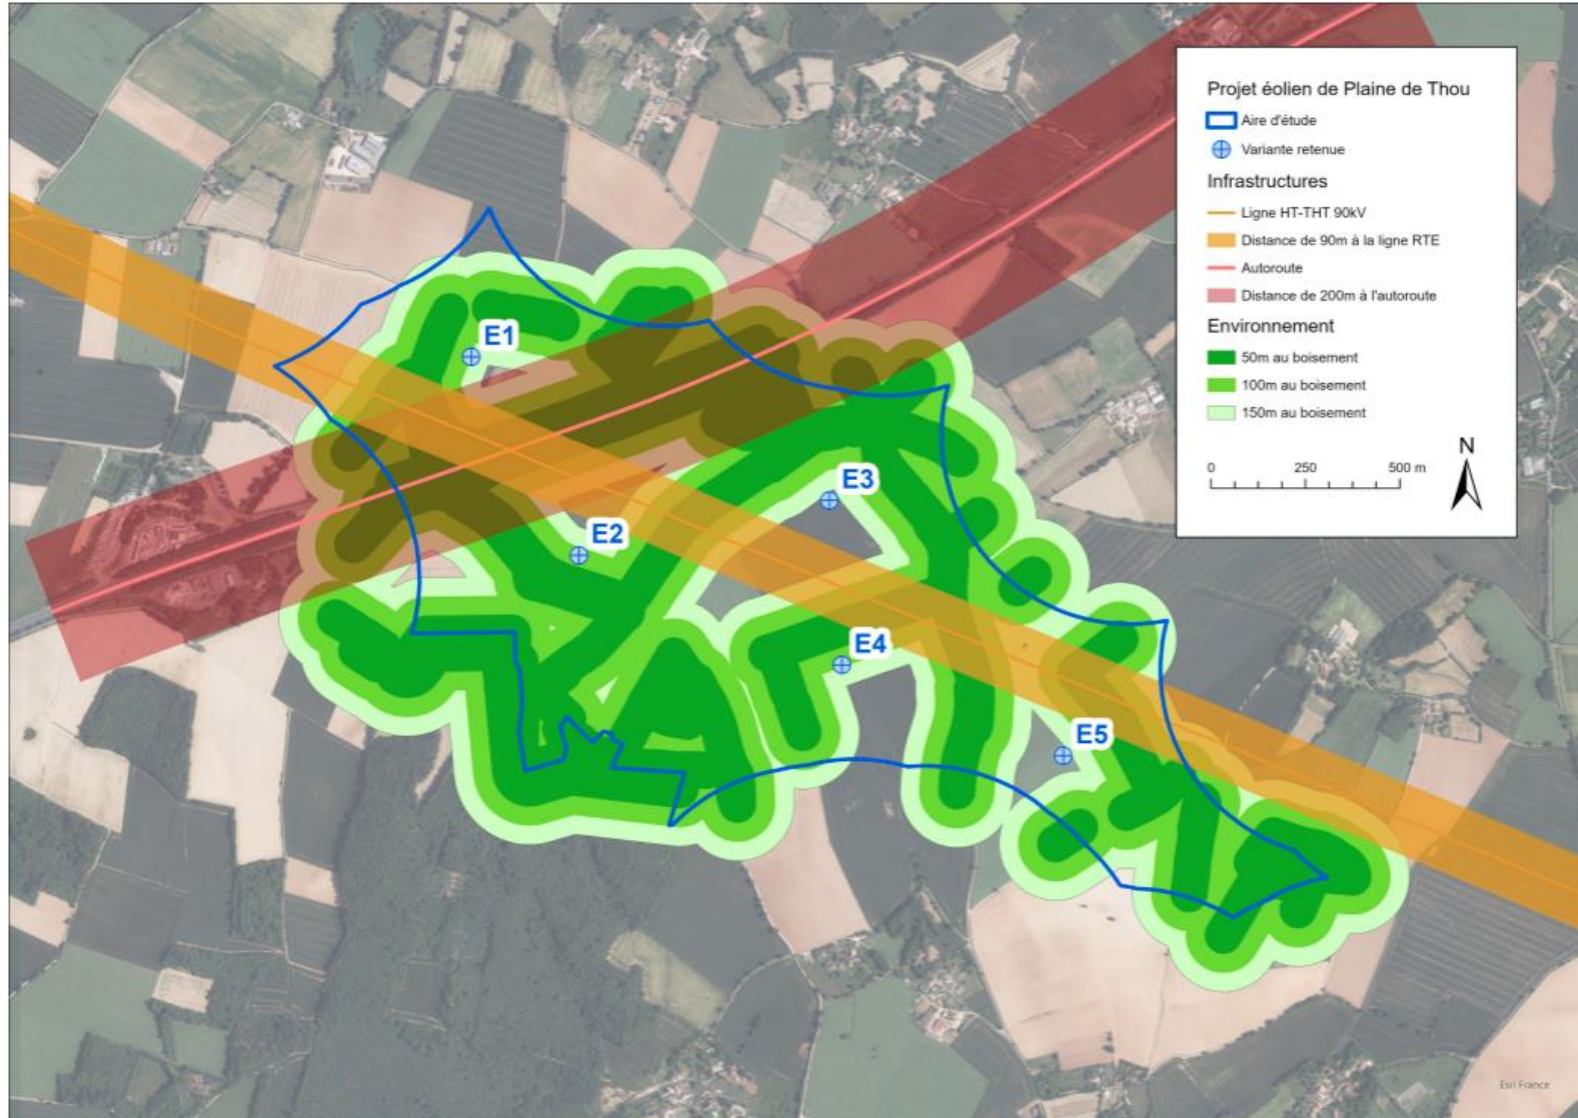 Projet éolien de Plaine de Thou
Aire d'étude
Variante retenue
Infrastructures
Ligne HT-THT 90kV
Distance de 90m à la ligne RTE
Autoroute
Distance de 200m à l'autoroute
Environnement
50m au boisement
100m au boisement
150m au boisement
N
0 250 500 m
E1
E2
E3
E4
E5
Esri France